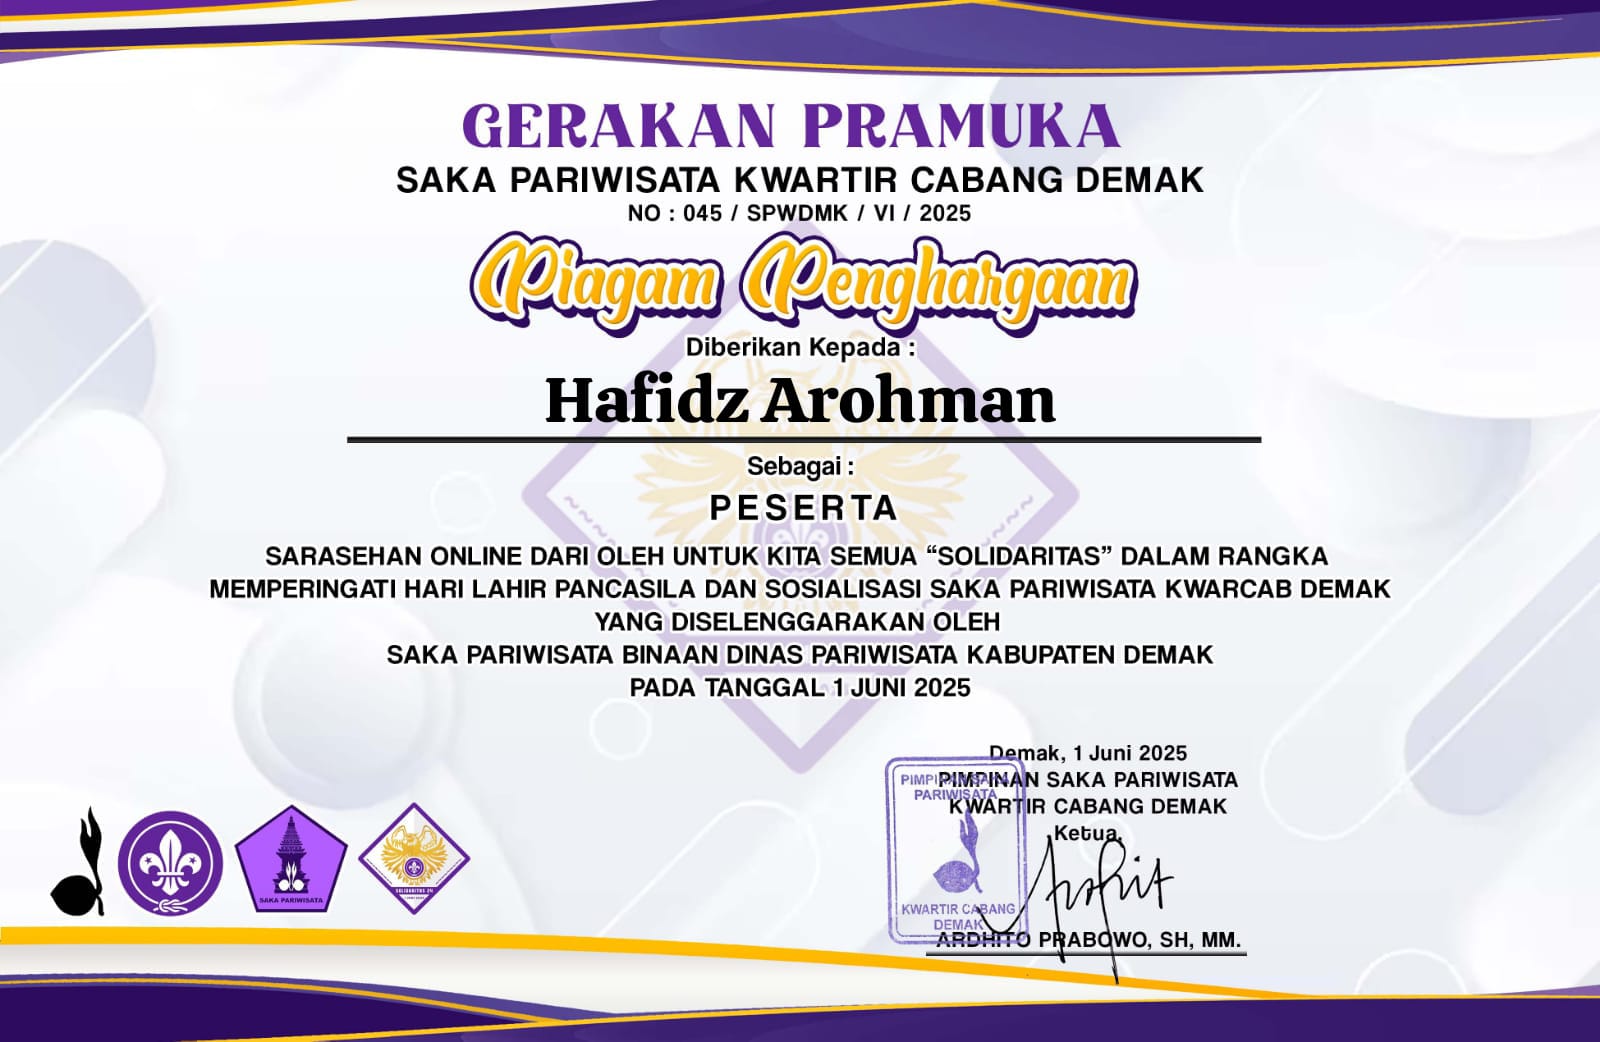 GERAKAN PRAMUKA
SAKA PARIWISATA KWARTIR CABANG DEMAK
NO : 045 / SPWDMK / VI / 2025
Piagam Penghargaan
Diberikan Kepada :
Hafidz Arohman
Sebagai :
PESERTA
SARASEHAN ONLINE DARI OLEH UNTUK KITA SEMUA “SOLIDARITAS” DALAM RANGKA
MEMPERINGATI HARI LAHIR PANCASILA DAN SOSIALISASI SAKA PARIWISATA KWARCAB DEMAK
YANG DISELENGGARAKAN OLEH
SAKA PARIWISATA BINAAN DINAS PARIWISATA KABUPATEN DEMAK
PADA TANGGAL 1 JUNI 2025
Demak, 1 Juni 2025
PIMPINAN SAKA PARIWISATA
KWARTIR CABANG DEMAK
Ketua,
PIMPINAN SAKA
PARIWISATA
KWARTIR CABANG
DEMAK
ARDHITO PRABOWO, SH, MM.
SAKA PARIWISATA